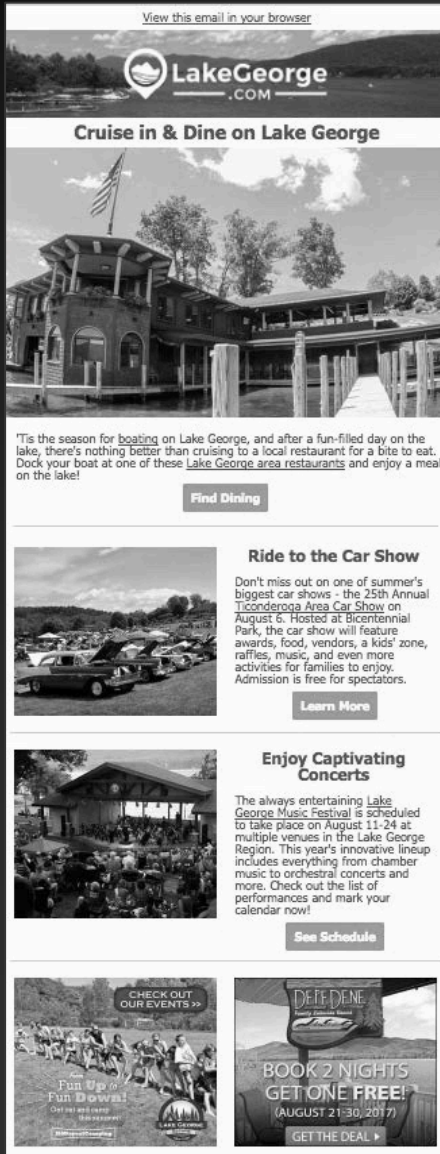 View this email in your browser
LakeGeorge
.COM
Cruise in & Dine on Lake George
'Tis the season for boating on Lake George, and after a fun-filled day on the
lake, there's nothing better than cruising to a local restaurant for a bite to eat.
Dock your boat at one of these Lake George area restaurants and enjoy a meal
on the lake!
Find Dining
Ride to the Car Show
Don't miss out on one of summer's
biggest car shows - the 25th Annual
Ticonderoga Area Car Show on
August 6. Hosted at Bicentennial
Park, the car show will feature
awards, food, vendors, a kids' zone,
raffles, music, and even more
activities for families to enjoy.
Admission is free for spectators.
Learn More
Enjoy Captivating
Concerts
The always entertaining Lake
George Music Festival is scheduled
to take place on August 11-24 at
multiple venues in the Lake George
Region. This year's innovative lineup
includes everything from chamber
music to orchestral concerts and
more. Check out the list of
performances and mark your
calendar now!
See Schedule
CHECK OUT
OUR EVENTS >>
From
Fun Up to
Fun Down!
Get out and camp
this summer!
LAKE GEORGE
DEPE DENE
BOOK 2 NIGHTS
GET ONE FREE!
(AUGUST 21-30, 2017)
GET THE DEAL